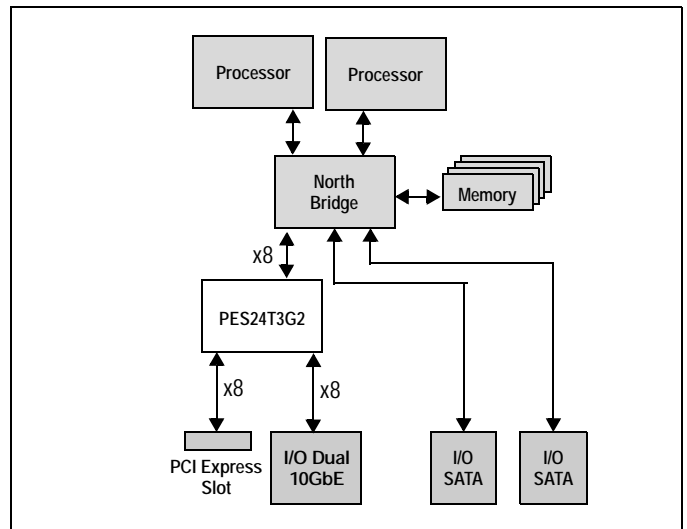 Processor
Processor
North
Bridge
Memory
x8
PES24T3G2
x8
x8
PCI Express
Slot
I/O Dual
10GbE
I/O
SATA
I/O
SATA